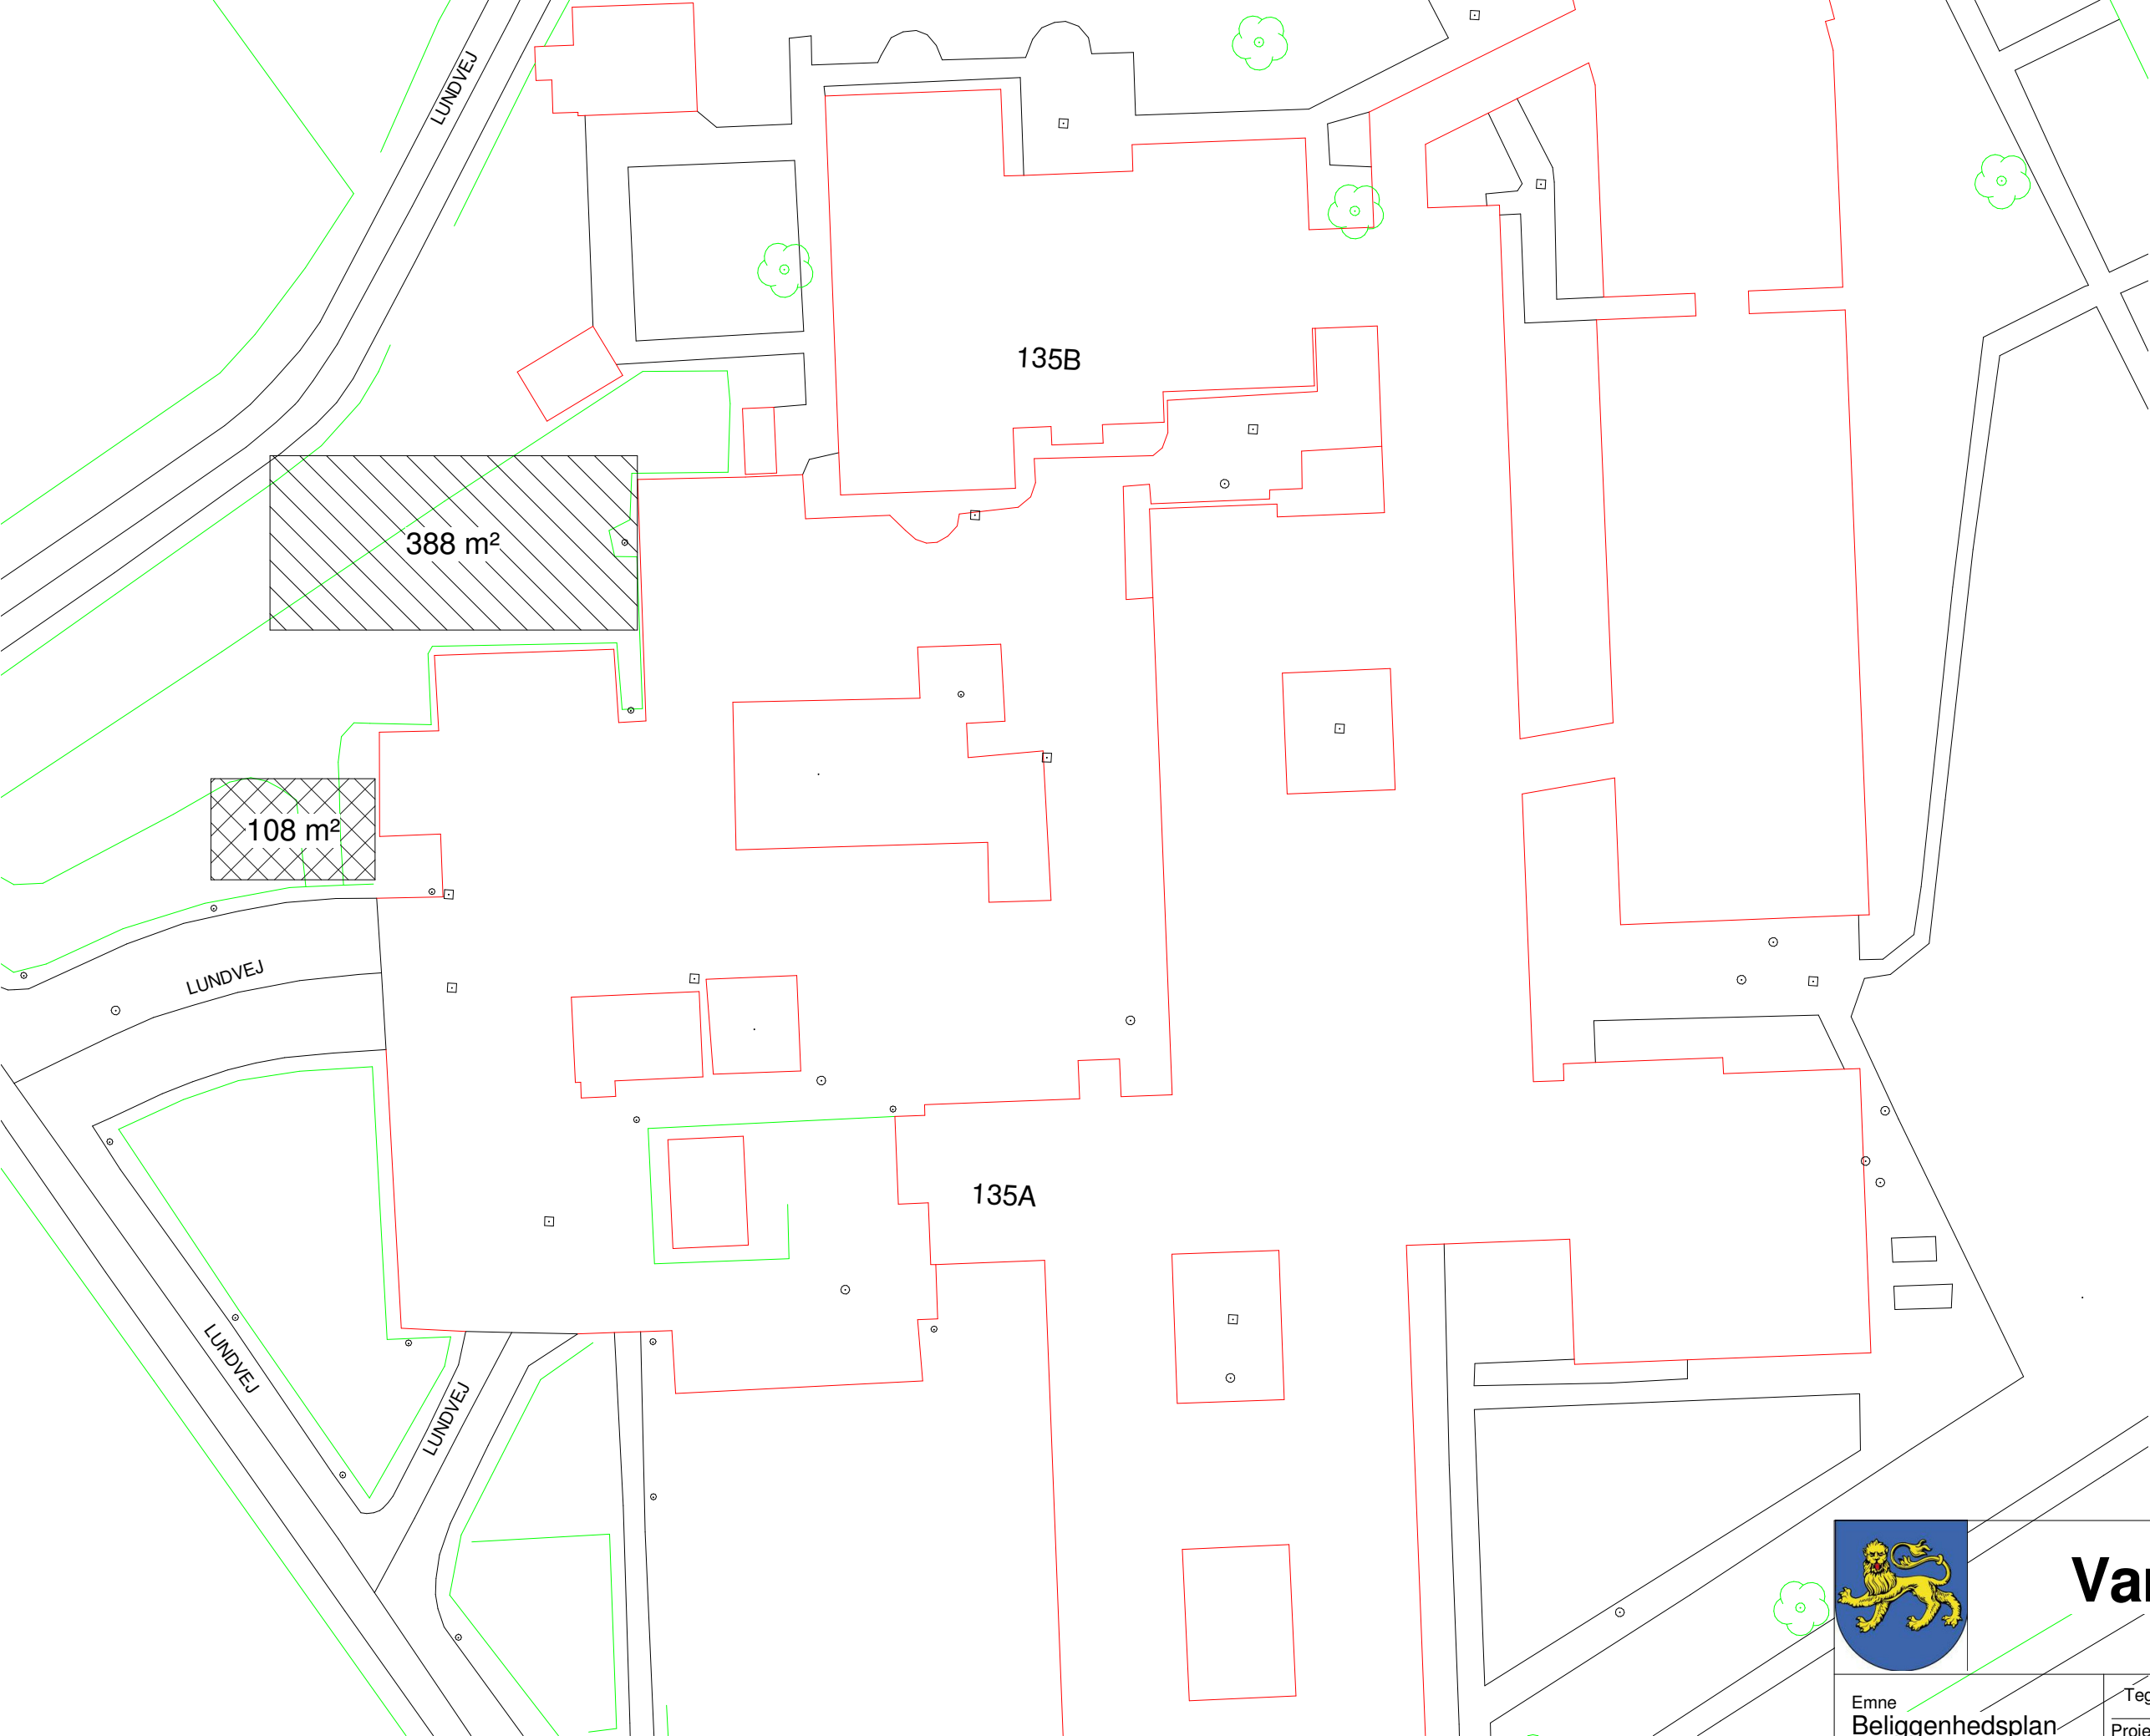 LUNDVEJ
135B
388 m²
108 m²
LUNDVEJ
135A
LUNDVEJ
LUNDVEJ
Emne
Beliggenhedsplan